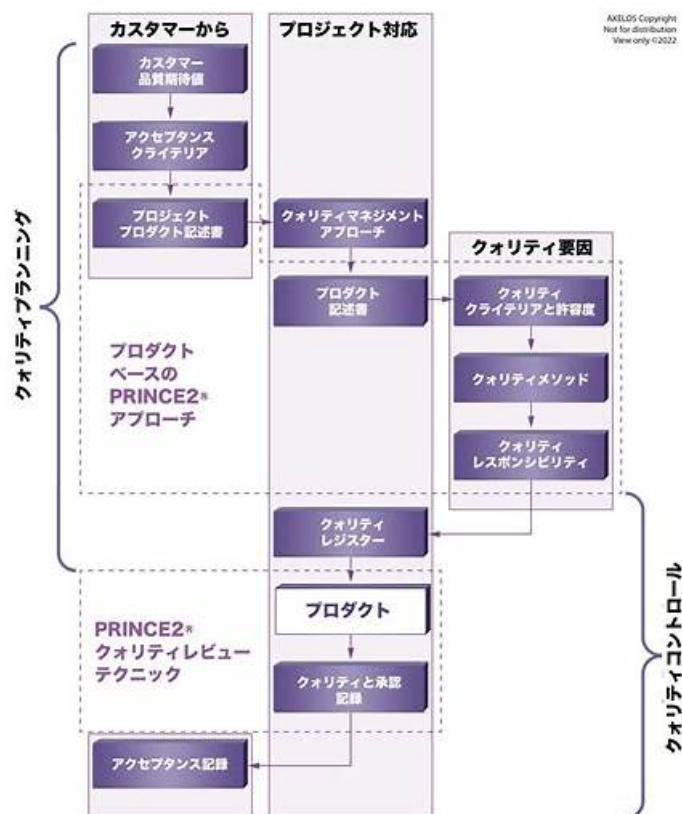 AXELOS Copyright
Not for distribution
View only ©2022
カスタマーから
プロジェクト対応
カスタマー
品質期待値
アクセプタンス
クライテリア
プロジェクト
プロダクト記述書
クォリティマネジメント
アプローチ
クォリティ要因
プロダクト
記述書
クォリティ
クライテリアと許容度
クォリティプランニング
プロダクト
ベースの
PRINCE2®
アプローチ
クォリティメソッド
クォリティ
レスポンシビリティ
クォリティ
レジスター
プロダクト
PRINCE2®
クォリティレビュー
テクニック
クォリティと承認
記録
クォリティコントロール
アクセプタンス記録